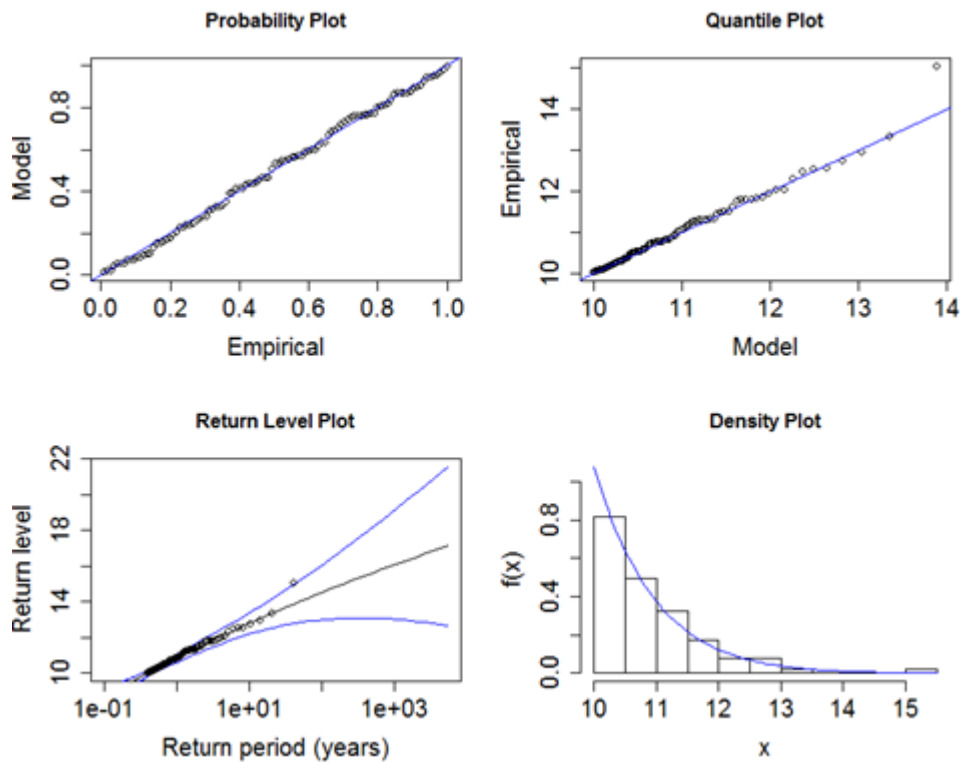 Probability Plot
Model
0.0 0.4 0.8
0.0 0.2 0.4 0.6 0.8 1.0
Empirical
Quantile Plot
Empirical
10 12 14
10 11 12 13 14
Model
Return Level Plot
Return level
10 14 18 22
1e-01 1e+01 1e+03
Return period (years)
Density Plot
f(x)
0.0 0.4 0.8
10 11 12 13 14 15
x